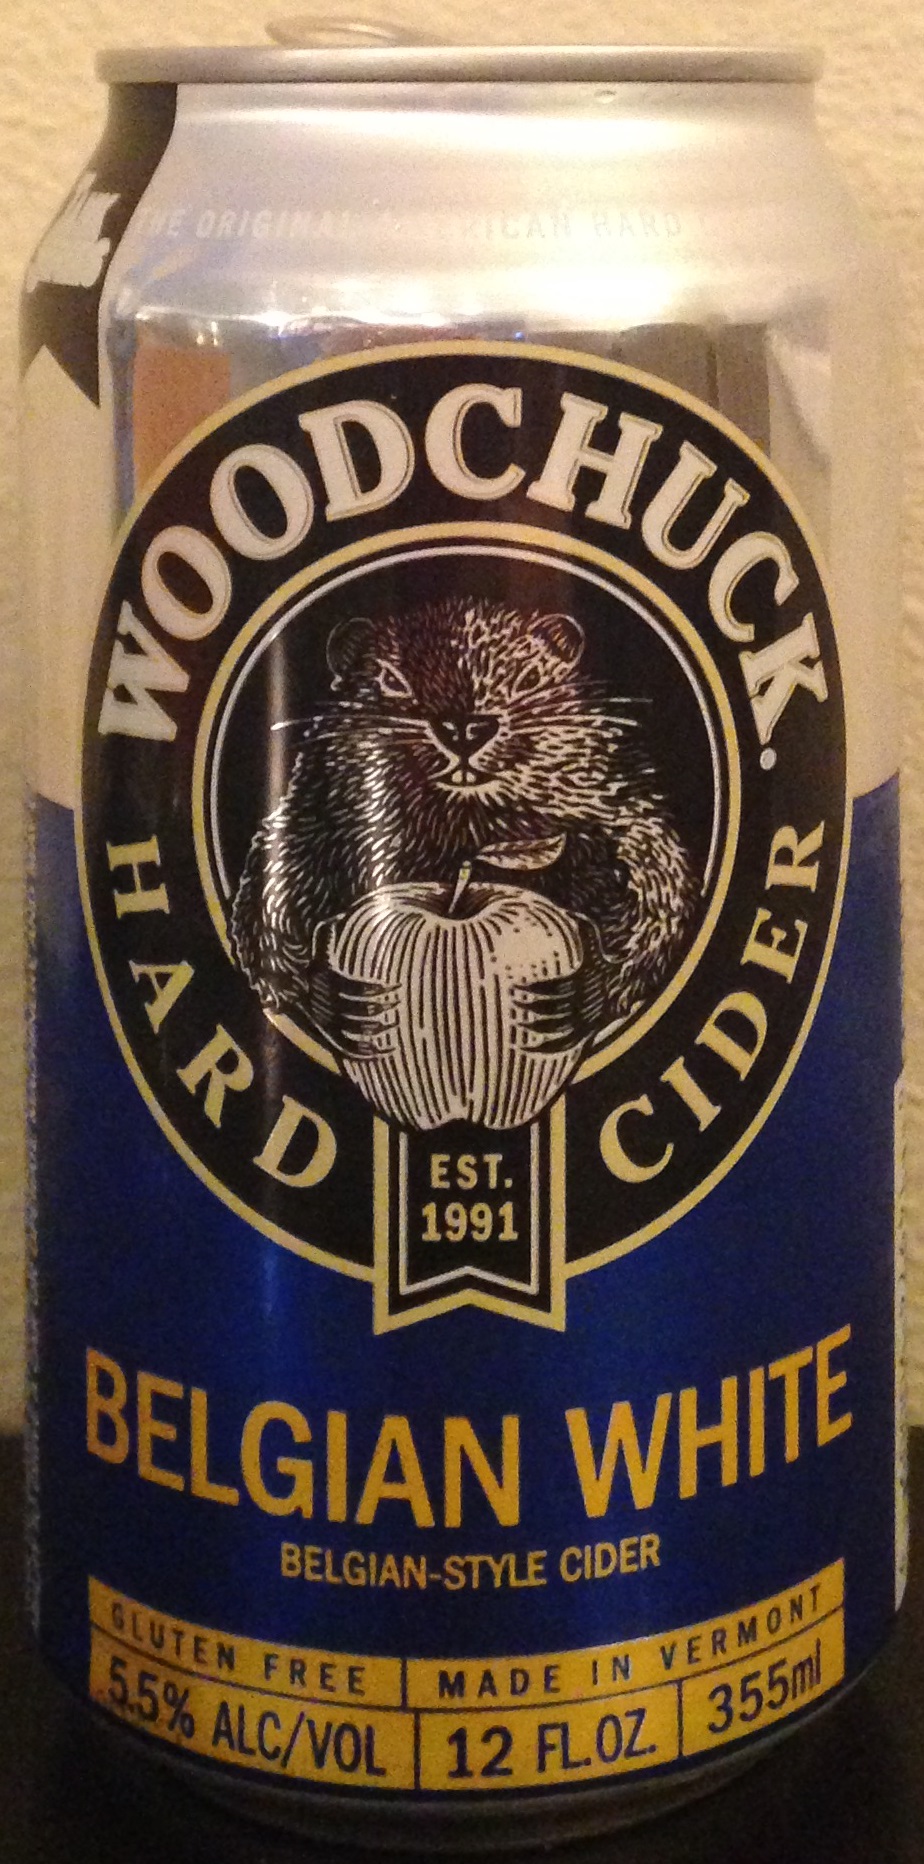 THE ORIGINAL AMERICAN HARD
WOODCHUCK.
HARD CIDER
EST.
1991
BELGIAN WHITE
BELGIAN-STYLE CIDER
GLUTEN FREE MADE IN VERMONT
5.5% ALC/VOL 12 FL.OZ. 355ml